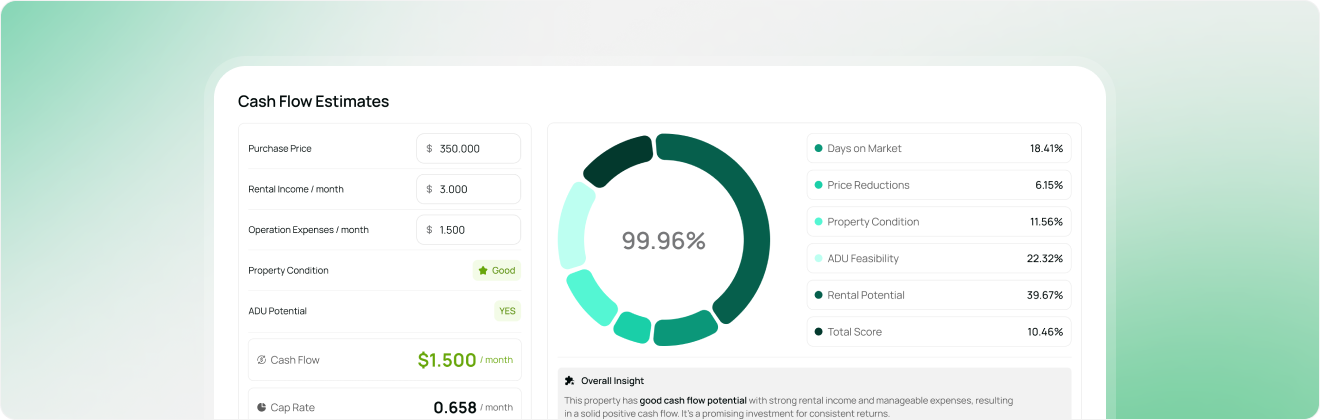 Cash Flow Estimates
Purchase Price
$ 350.000
Rental Income / month
$ 3.000
Operation Expenses / month
$ 1.500
Property Condition
Good
ADU Potential
YES
Cash Flow
$1.500 / month
Cap Rate
0.658 / month
99.96%
Days on Market
18.41%
Price Reductions
6.15%
Property Condition
11.56%
ADU Feasibility
22.32%
Rental Potential
39.67%
Total Score
10.46%
Overall Insight
This property has good cash flow potential with strong rental income and manageable expenses, resulting
in a solid positive cash flow. It's a promising investment for consistent returns.